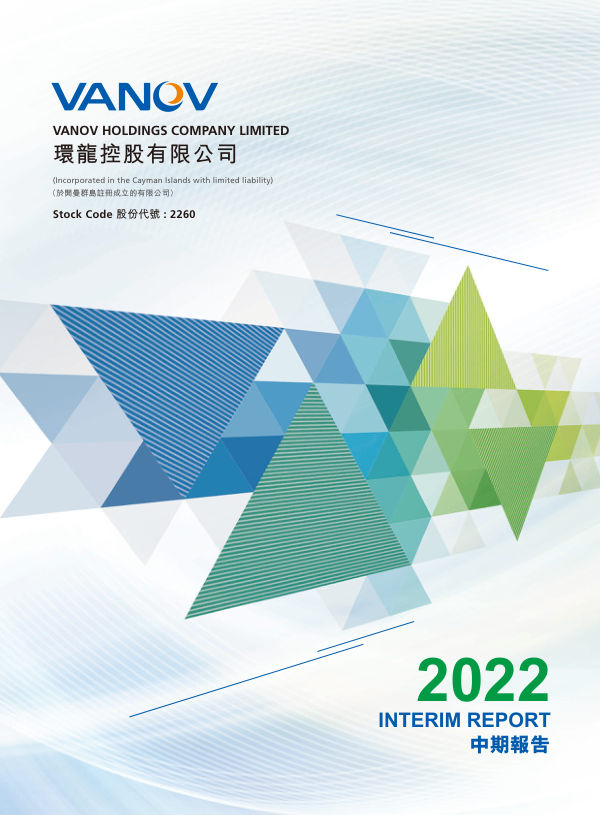 VANOV
VANOV HOLDINGS COMPANY LIMITED
環龍控股有限公司
(Incorporated in the Cayman Islands with limited liability)
(於開曼群島註冊成立的有限公司)
Stock Code 股份代號 : 2260
2022
INTERIM REPORT
中期報告